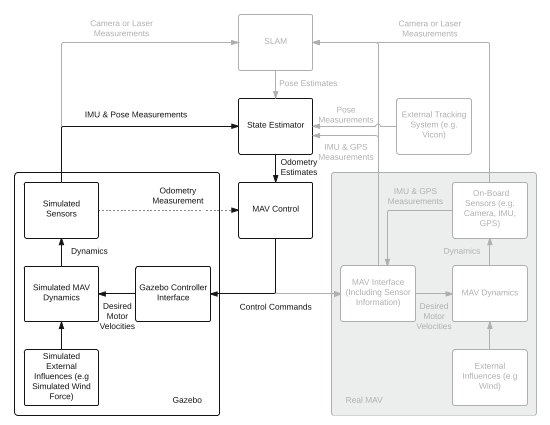 Camera or Laser
Measurements
SLAM
Camera or Laser
Measurements
Pose Estimates
IMU & Pose Measurements
State Estimator
Pose
Measurements
External Tracking
System (e.g.
Vicon)
IMU & GPS
Measurements
Odometry
Estimates
Simulated
Sensors
Odometry
Measurement
MAV Control
IMU & GPS
Measurements
On-Board
Sensors (e.g.
Camera, IMU,
GPS)
Dynamics
Dynamics
Simulated MAV
Dynamics
Gazebo Controller
Interface
MAV Interface
(Including Sensor
Information)
MAV Dynamics
Desired
Motor
Velocities
Control Commands
Desired
Motor
Velocities
Simulated
External
Influences (e.g
Simulated Wind
Force)
External
Influences (e.g
Wind)
Gazebo
Real MAV